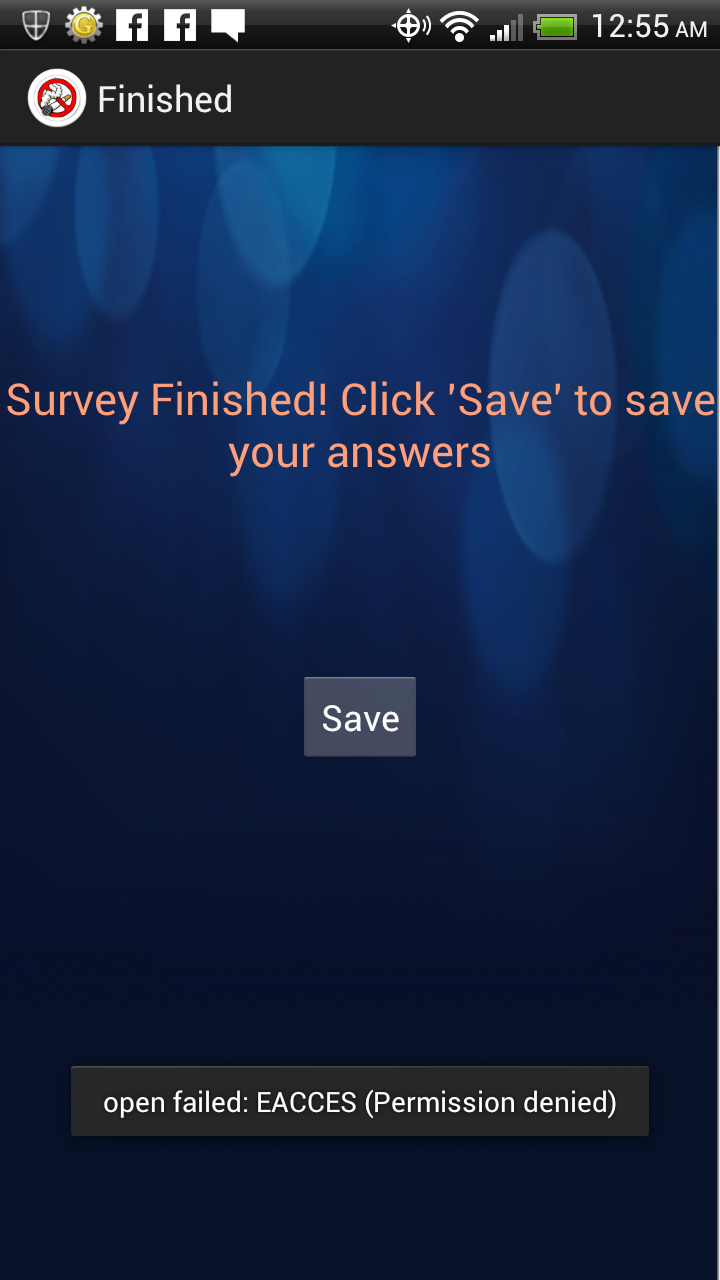 12:55 AM
Finished
Survey Finished! Click 'Save' to save
your answers
Save
open failed: EACCES (Permission denied)